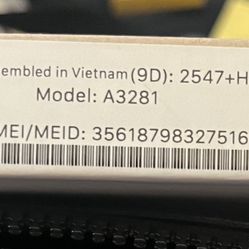 embled in Vietnam (9D): 2547+H
Model: A3281
MEI/MEID: 35618798327516